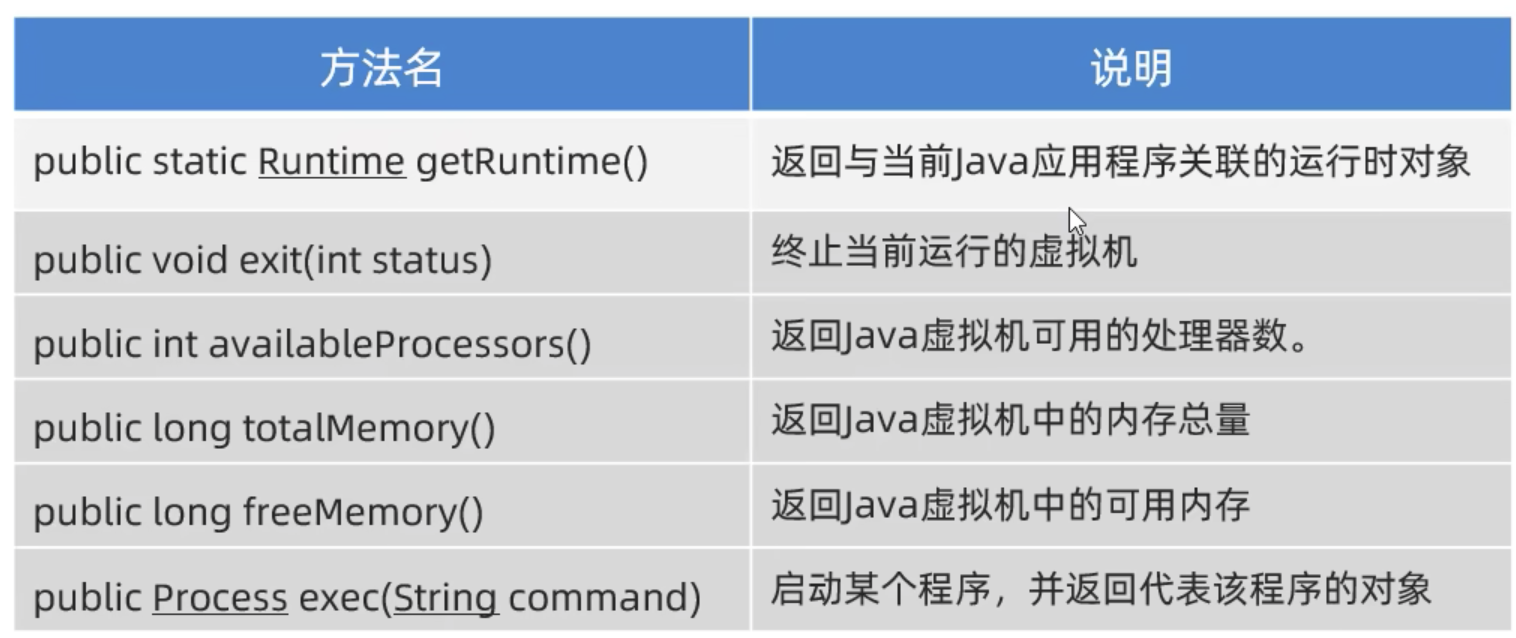 方法名 说明
public static Runtime getRuntime() 返回与当前Java应用程序关联的运行时对象
public void exit(int status) 终止当前运行的虚拟机
public int availableProcessors() 返回Java虚拟机可用的处理器数。
public long totalMemory() 返回Java虚拟机中的内存总量
public long freeMemory() 返回Java虚拟机中的可用内存
public Process exec(String command) 启动某个程序，并返回代表该程序的对象